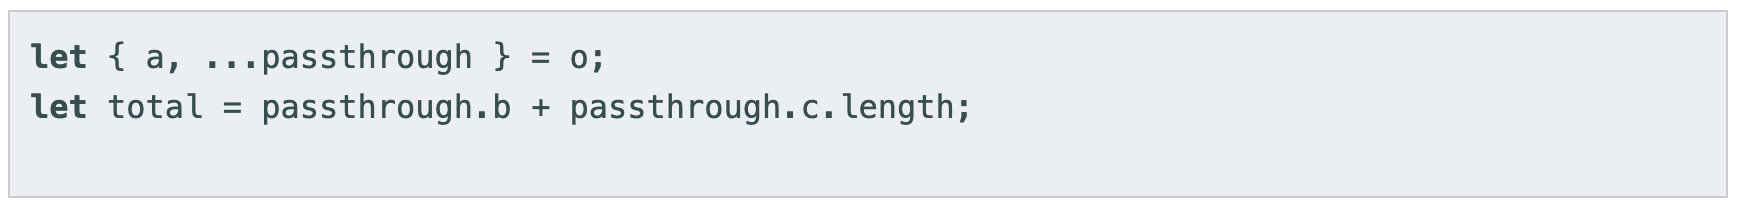 let { a, ...passthrough } = o;
let total = passthrough.b + passthrough.c.length;